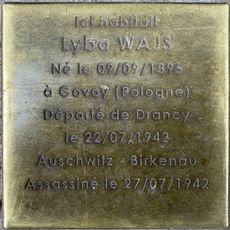 Ici habitait
Lyba WAJS
Né le 09/09/1895
à Govoy (Pologne)
Déporté de Drancy
le 22/07/1942
Auschwitz - Birkenau
Assassiné le 27/07/1942